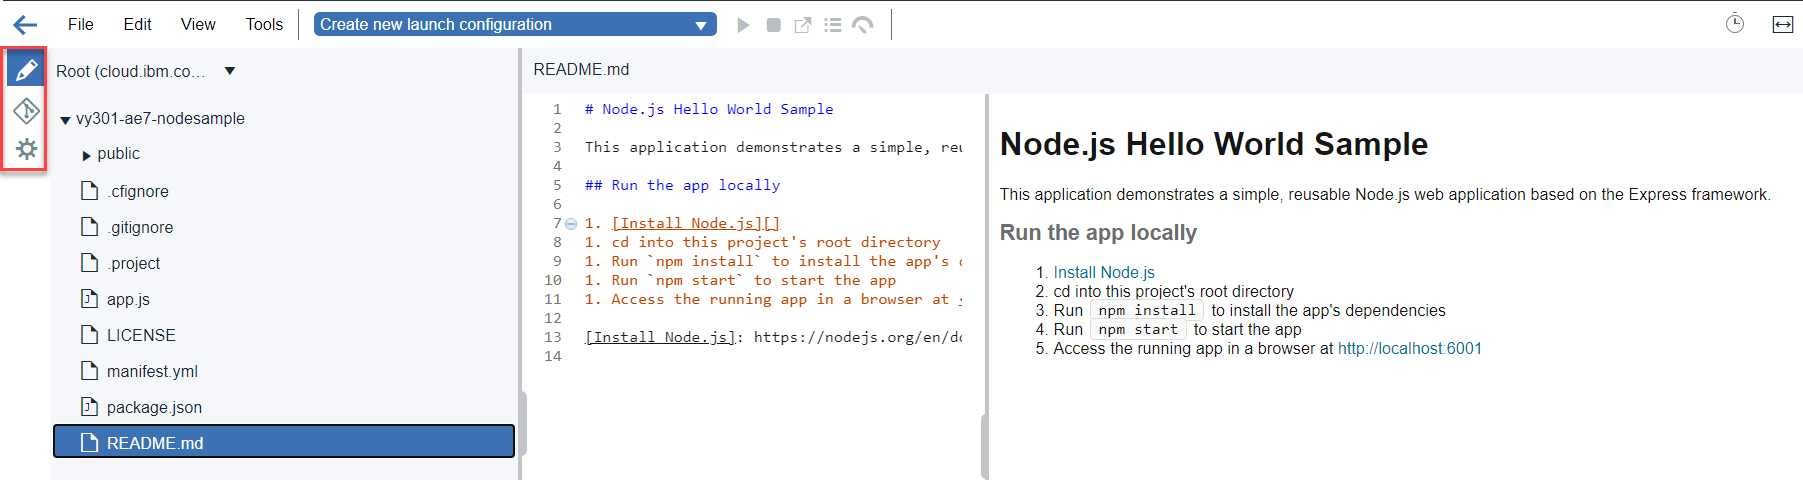 File Edit View Tools Create new launch configuration
Root (cloud.ibm.co...
vy301-ae7-nodesample
public
.cfignore
.gitignore
.project
app.js
LICENSE
manifest.yml
package.json
README.md
README.md
1 # Node.js Hello World Sample
2
3 This application demonstrates a simple, reu
4
5 ## Run the app locally
6
7 1. [Install Node.js][]
8 1. cd into this project's root directory
9 1. Run `npm install` to install the app's
10 1. Run `npm start` to start the app
11 1. Access the running app in a browser at
12
13 [Install Node.js]: https://nodejs.org/en/do
14
Node.js Hello World Sample
This application demonstrates a simple, reusable Node.js web application based on the Express framework.
Run the app locally
1. Install Node.js
2. cd into this project's root directory
3. Run npm install to install the app's dependencies
4. Run npm start to start the app
5. Access the running app in a browser at http://localhost:6001